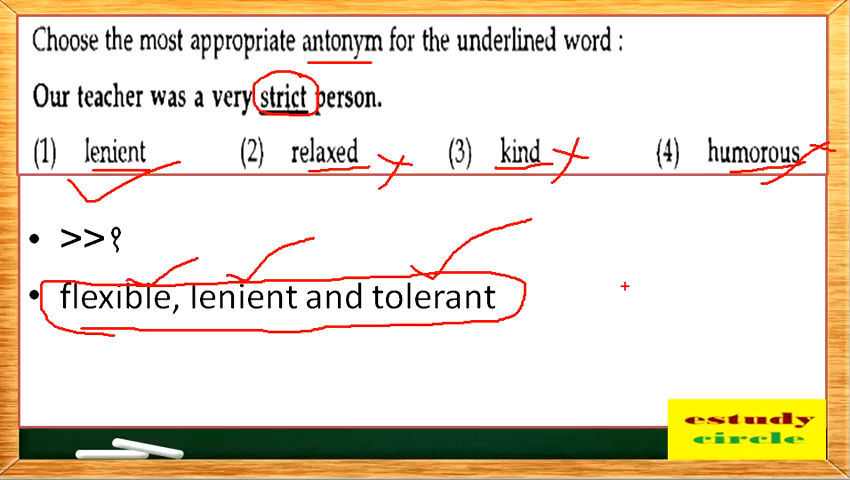 Choose the most appropriate antonym for the underlined word :
Our teacher was a very strict person.
(1) lenient (2) relaxed (3) kind (4) humorous
• >>१
• flexible, lenient and tolerant
estudy
circle